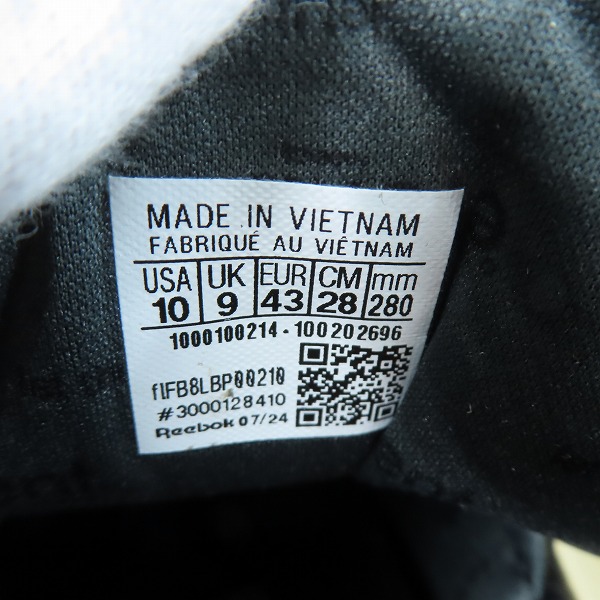 MADE IN VIETNAM
FABRIQUÉ AU VIÊTNAM
USA UK EUR CM mm
10 9 43 28 280
1000100214-100202696
#3000128410
Reebok 07/24